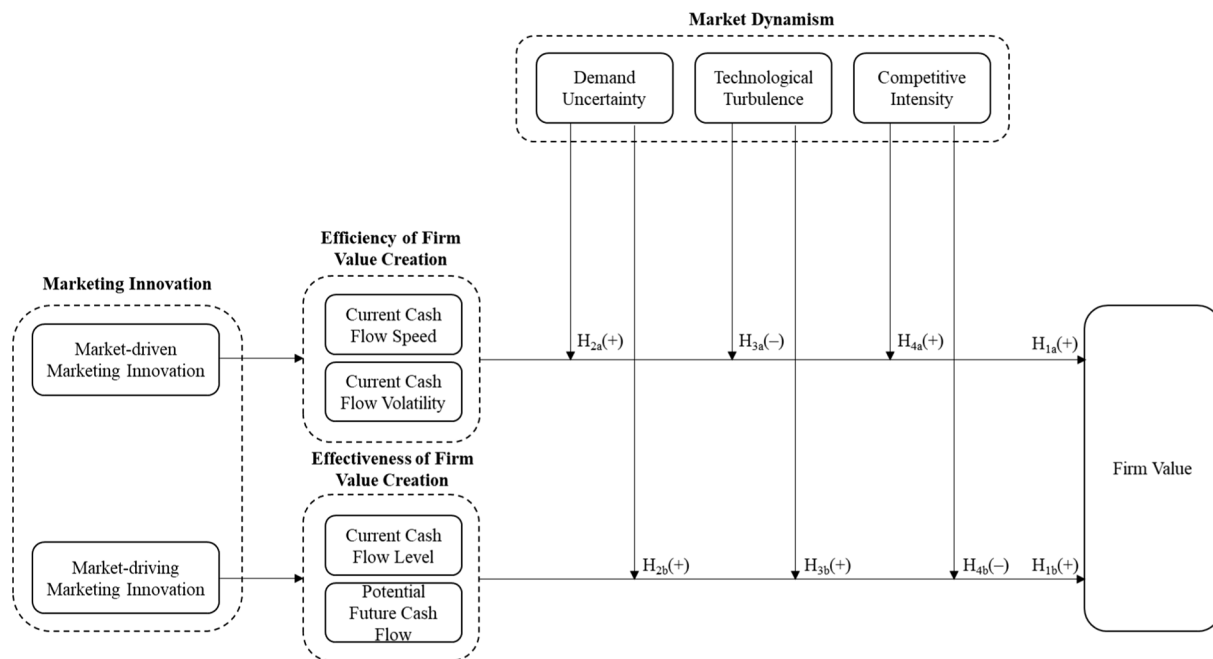 Market Dynamism
Demand
Uncertainty
Technological
Turbulence
Competitive
Intensity
Efficiency of Firm
Value Creation
Marketing Innovation
Current Cash
Flow Speed
Market-driven
Marketing Innovation
H2a(+)
H3a(−)
H4a(+)
H1a(+)
Current Cash
Flow Volatility
Effectiveness of Firm
Value Creation
Firm Value
Current Cash
Flow Level
Market-driving
Marketing Innovation
H2b(+)
H3b(+)
H4b(−)
H1b(+)
Potential
Future Cash
Flow